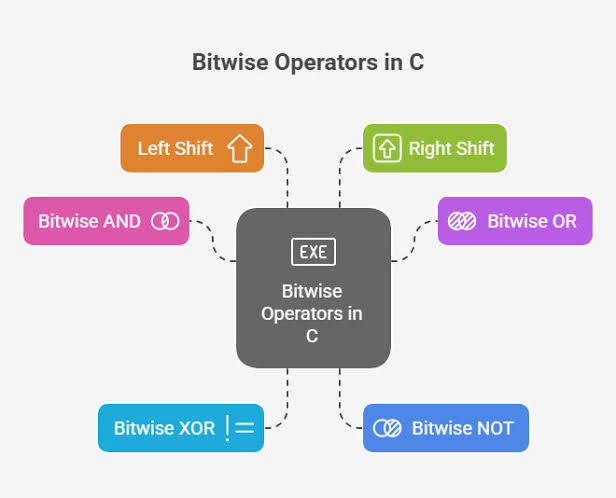 Bitwise Operators in C
Left Shift
Right Shift
Bitwise AND
Bitwise OR
EXE
Bitwise
Operators in
C
Bitwise XOR
Bitwise NOT